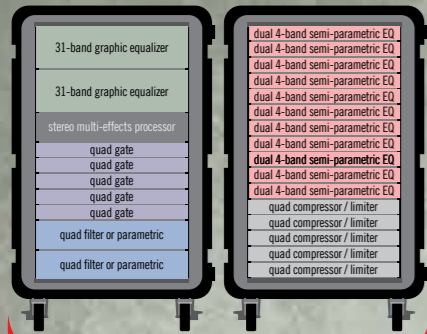 31-band graphic equalizer
31-band graphic equalizer
stereo multi-effects processor
quad gate
quad gate
quad gate
quad gate
quad gate
quad filter or parametric
quad filter or parametric
dual 4-band semi-parametric EQ
dual 4-band semi-parametric EQ
dual 4-band semi-parametric EQ
dual 4-band semi-parametric EQ
dual 4-band semi-parametric EQ
dual 4-band semi-parametric EQ
dual 4-band semi-parametric EQ
dual 4-band semi-parametric EQ
dual 4-band semi-parametric EQ
dual 4-band semi-parametric EQ
dual 4-band semi-parametric EQ
quad compressor / limiter
quad compressor / limiter
quad compressor / limiter
quad compressor / limiter
quad compressor / limiter